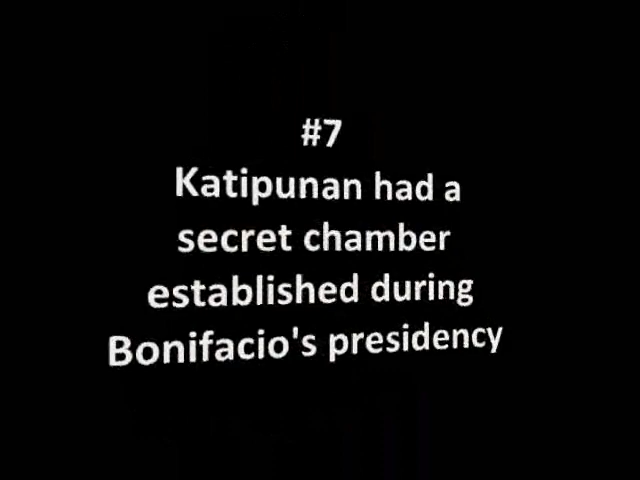 #7
Katipunan had a
secret chamber
established during
Bonifacio's presidency